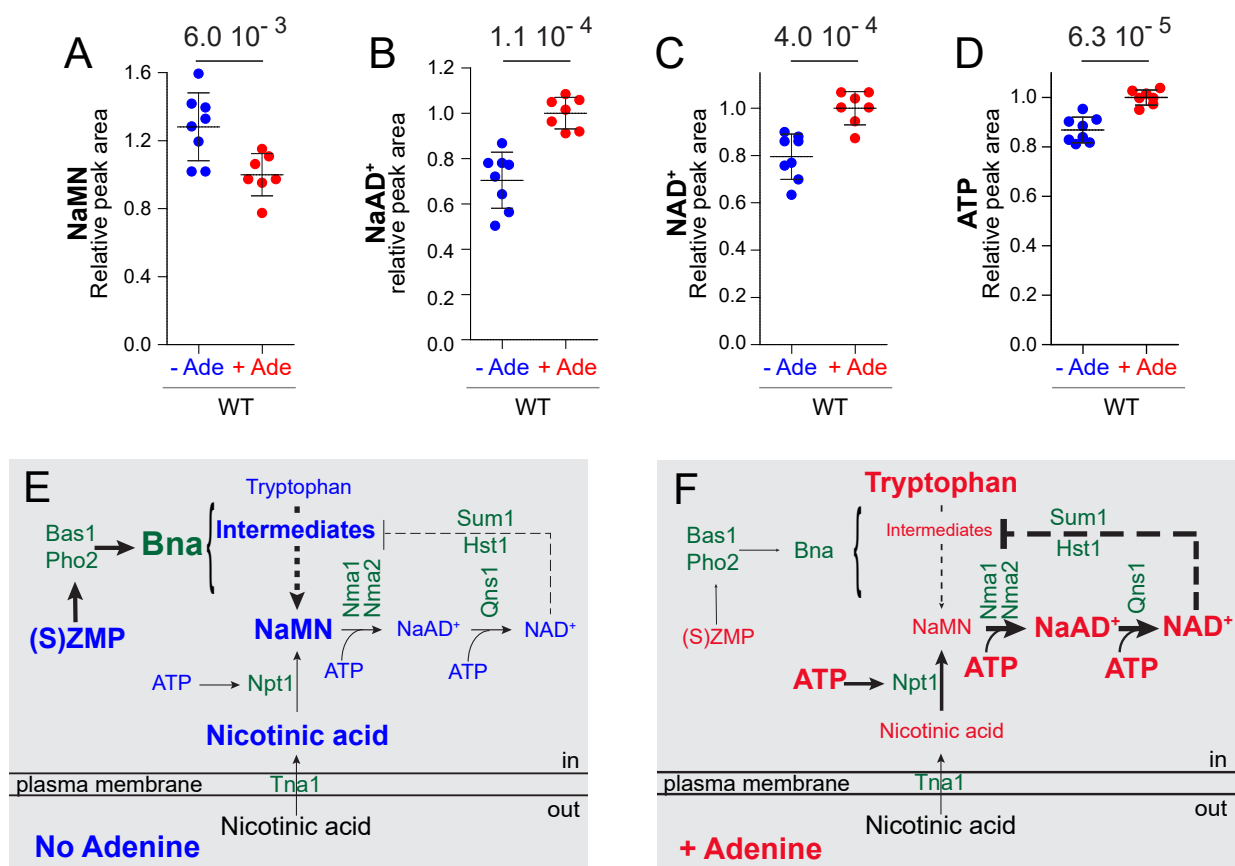 A
6.0 10⁻³
NaMN
Relative peak area
1.6
1.2
0.8
0.4
0.0
- Ade + Ade
WT
B
1.1 10⁻⁴
NaAD⁺
relative peak area
1.2
1.0
0.8
0.6
0.4
0.2
0.0
- Ade + Ade
WT
C
4.0 10⁻⁴
NAD⁺
Relative peak area
1.0
0.8
0.6
0.4
0.2
0.0
- Ade + Ade
WT
D
6.3 10⁻⁵
ATP
Relative peak area
1.0
0.8
0.6
0.4
0.2
0.0
- Ade + Ade
WT
E
Tryptophan
Intermediates
Bas1
Pho2
Bna
Sum1
Hst1
Nma1
Nma2
Qns1
(S)ZMP
NaMN
NaAD⁺
NAD⁺
ATP
ATP
ATP
Npt1
Nicotinic acid
in
plasma membrane
Tna1
out
Nicotinic acid
No Adenine
F
Tryptophan
Intermediates
Bas1
Pho2
Bna
Sum1
Hst1
Nma1
Nma2
Qns1
(S)ZMP
NaMN
NaAD⁺
NAD⁺
ATP
ATP
ATP
Npt1
Nicotinic acid
in
plasma membrane
Tna1
out
Nicotinic acid
+ Adenine